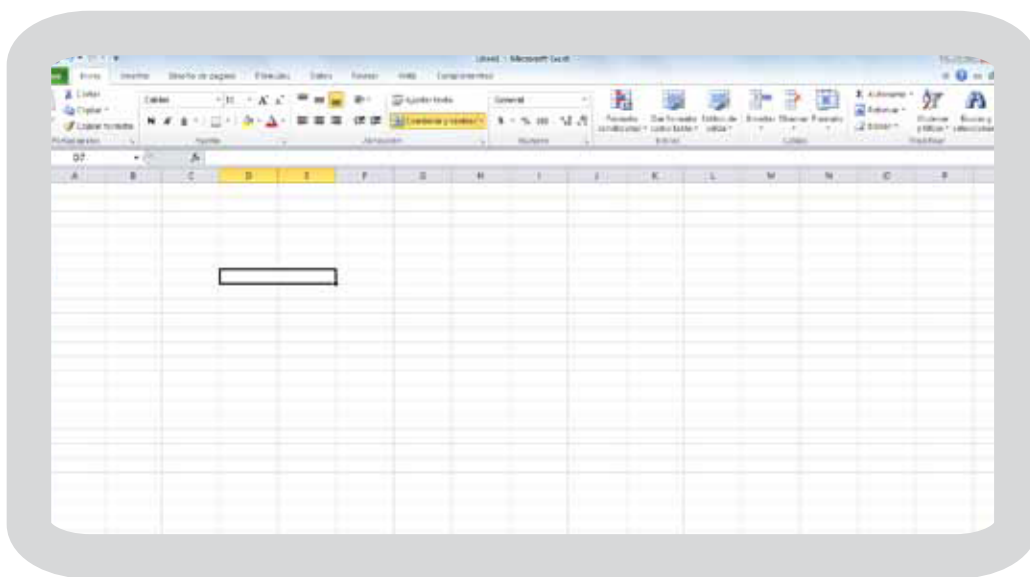 Libro1 - Microsoft Excel
Inicio Insertar Diseño de página Fórmulas Datos Revisar Vista Complementos
Cortar
Copiar
Copiar formato
Calibri 11 A A
Ajustar texto
General
N K S
Combinar y centrar
$ % 000
Formato condicional
Dar formato como tabla
Estilos de celda
Insertar Eliminar Formato
Autosuma
Rellenar
Borrar
Ordenar y filtrar
Buscar y seleccionar
Portapapeles Fuente Alineación Número Estilos Celdas Modificar
D7 fx
A B C D E F G H I J K L M N O P